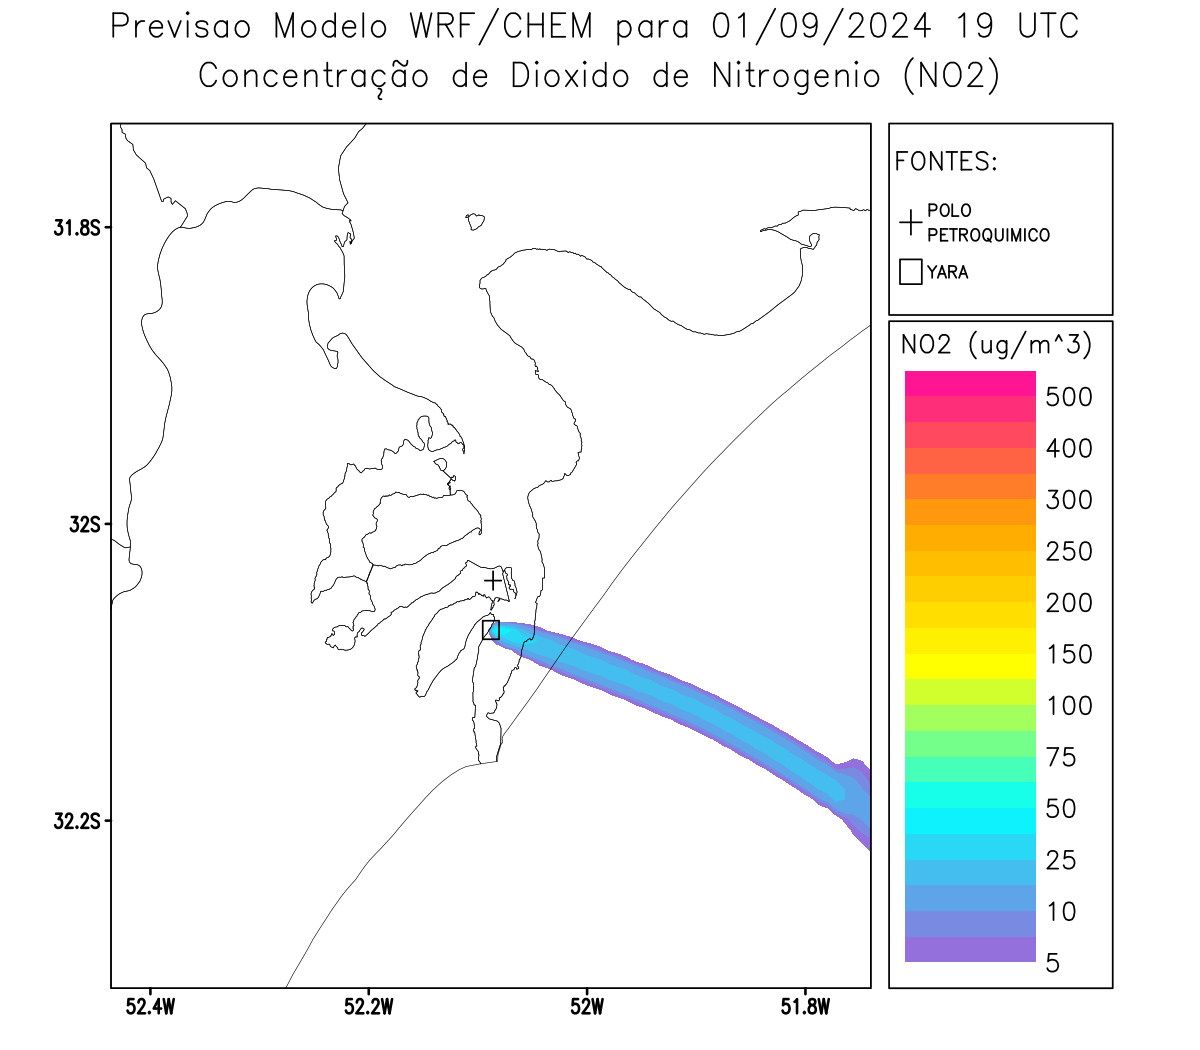 Previsao Modelo WRF/CHEM para 01/09/2024 19 UTC
Concentração de Dioxido de Nitrogenio (NO2)
FONTES:
POLO
PETROQUIMICO
YARA
NO2 (ug/m^3)
500
400
300
250
200
150
100
75
50
25
10
5
31.8S
32S
32.2S
52.4W
52.2W
52W
51.8W